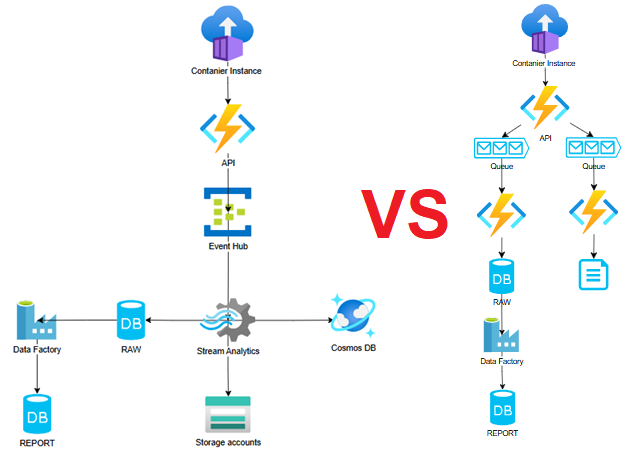 Contanier Instance
API
Event Hub
Stream Analytics
DB
RAW
Data Factory
DB
REPORT
Cosmos DB
Storage accounts
VS
Contanier Instance
API
Queue
Queue
DB
RAW
Data Factory
DB
REPORT